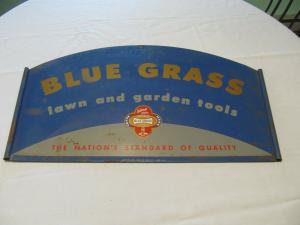 BLUE GRASS
lawn and garden tools
THE NATION'S STANDARD OF QUALITY